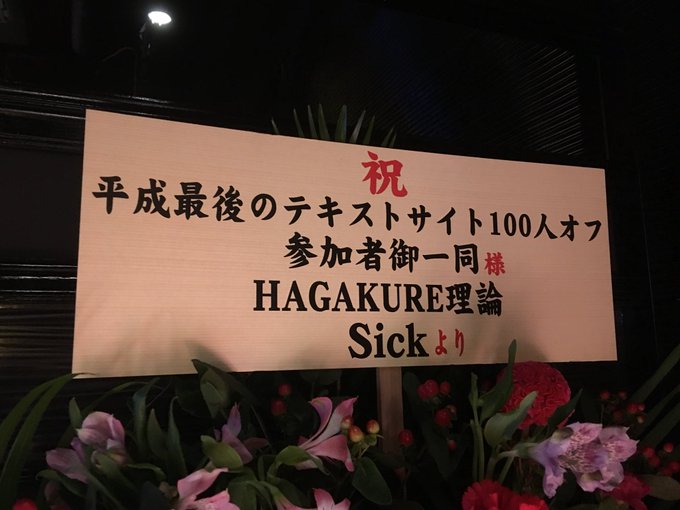 祝
平成最後のテキストサイト100人オフ
参加者御一同様
HAGAKURE理論
Sickより